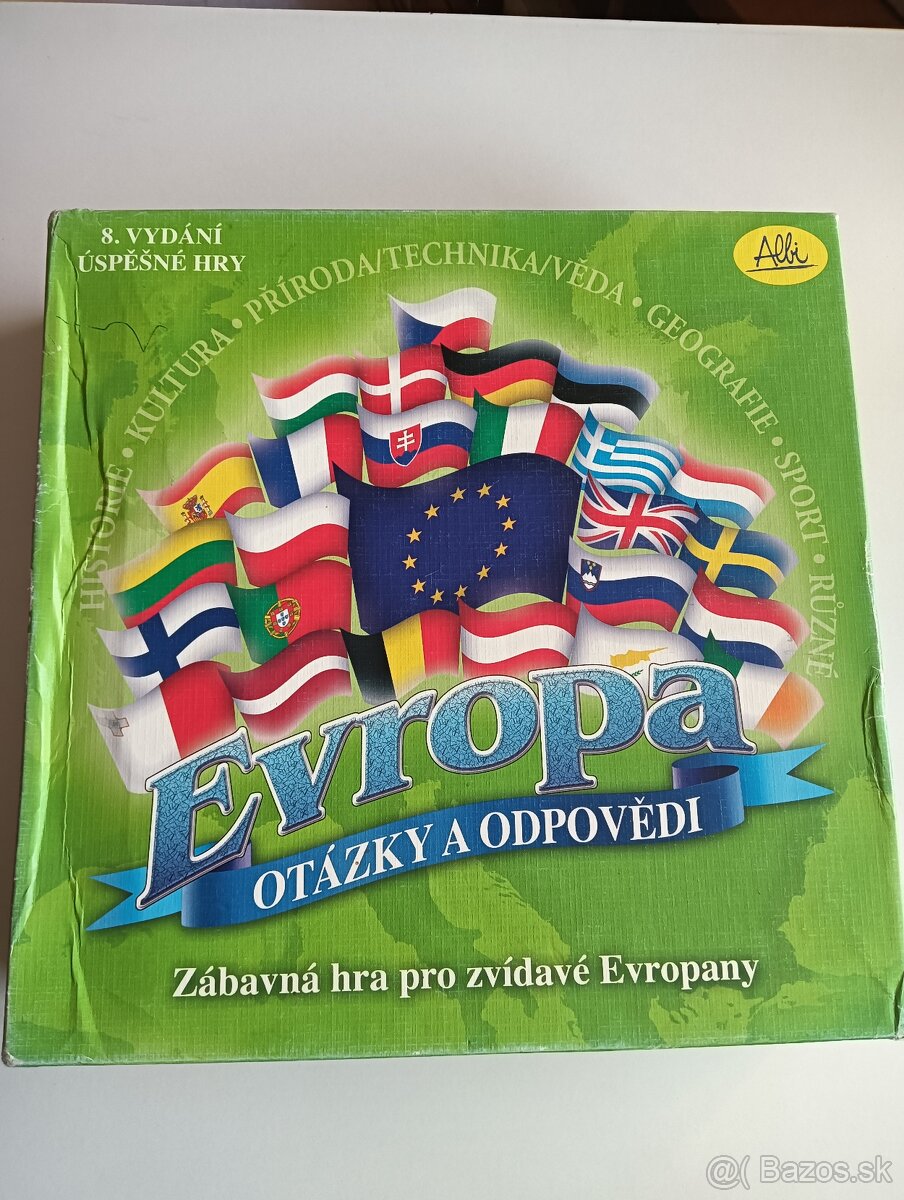 8. VYDÁNÍ
ÚSPĚŠNÉ HRY
Albi
HISTORIE • KULTURA • PŘÍRODA/TECHNIKA/VĚDA • GEOGRAFIE • SPORT • RŮZNÉ
Evropa
OTÁZKY A ODPOVĚDI
Zábavná hra pro zvídavé Evropany
@( Bazos.sk